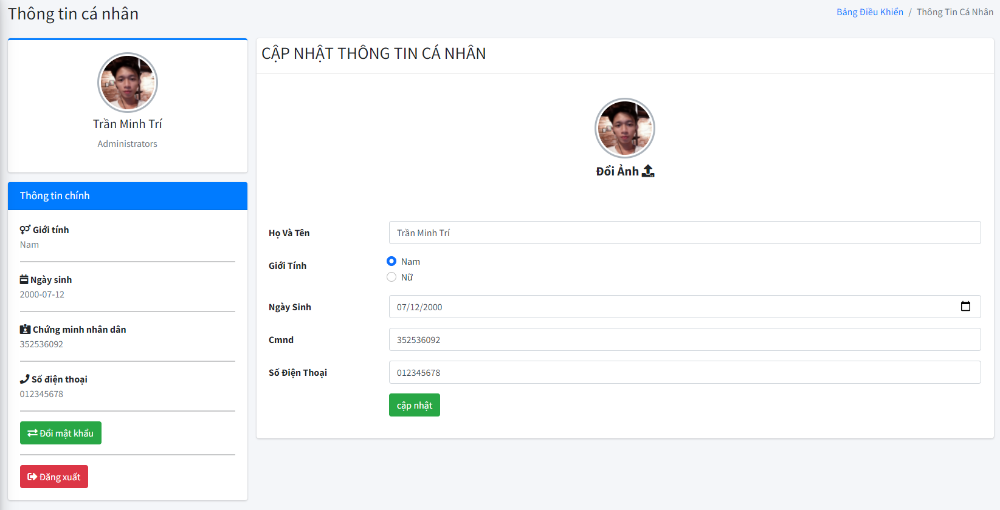 Thông tin cá nhân
Bảng Điều Khiển / Thông Tin Cá Nhân
Trần Minh Trí
Administrators
Thông tin chính
Giới tính
Nam
Ngày sinh
2000-07-12
Chứng minh nhân dân
352536092
Số điện thoại
012345678
Đổi mật khẩu
Đăng xuất
CẬP NHẬT THÔNG TIN CÁ NHÂN
Đổi Ảnh
Họ Và Tên
Trần Minh Trí
Giới Tính
Nam
Nữ
Ngày Sinh
07/12/2000
Cmnd
352536092
Số Điện Thoại
012345678
cập nhật